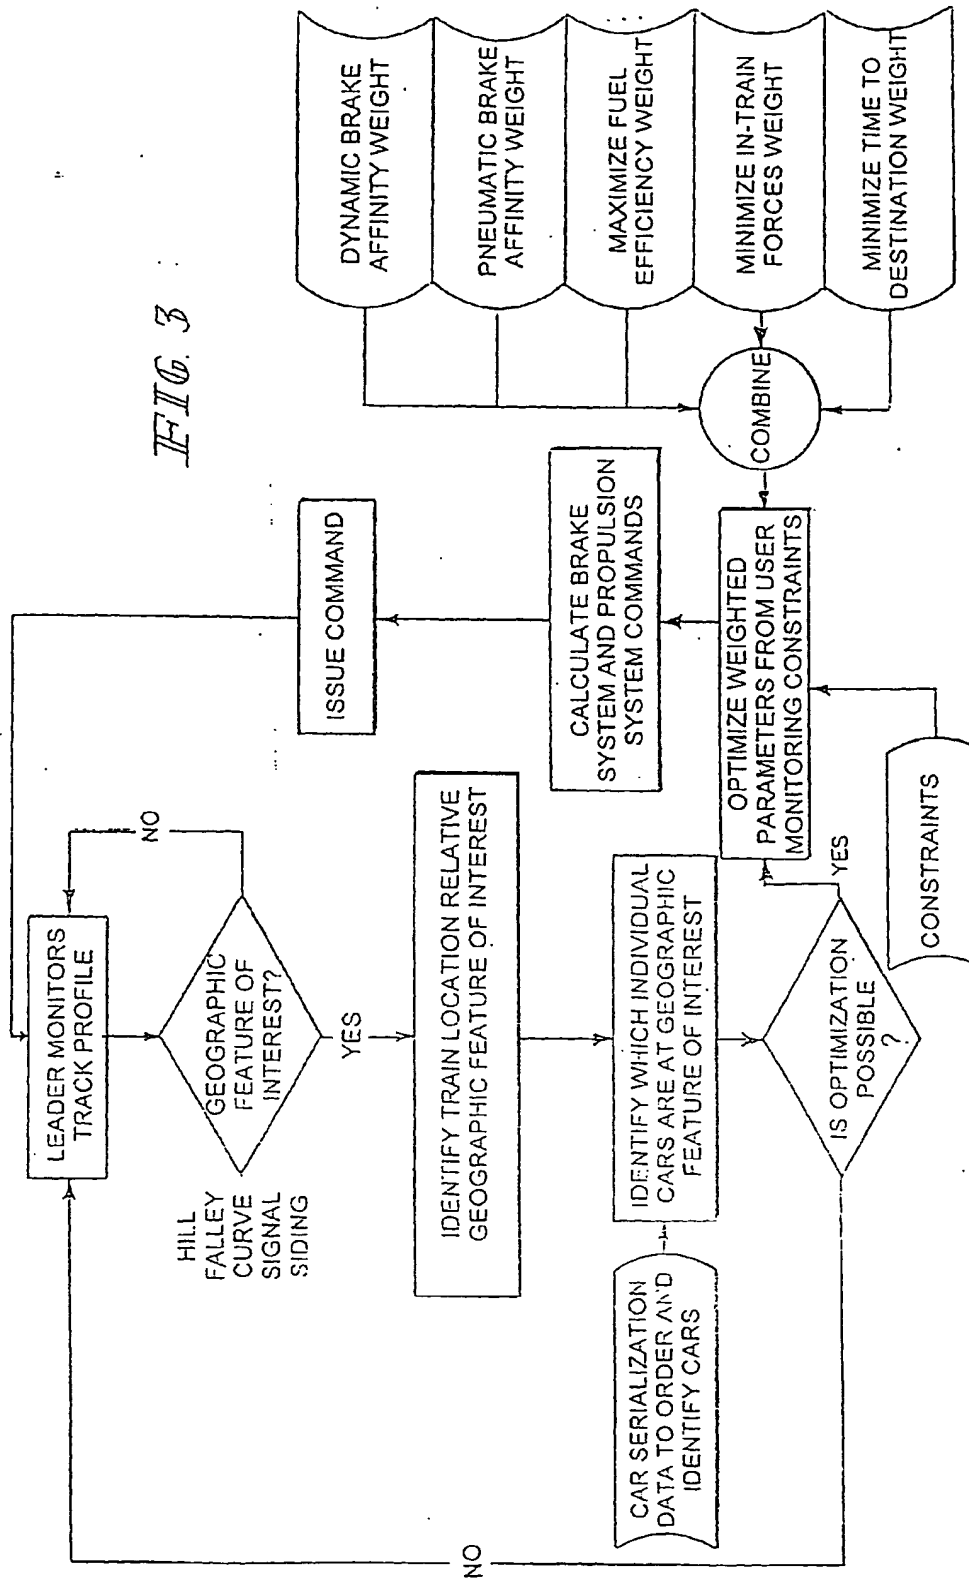 FIG. 3
LEADER MONITORS
TRACK PROFILE
NO
GEOGRAPHIC
FEATURE OF
INTEREST?
HILL
FALLEY
CURVE
SIGNAL
SIDING
YES
IDENTIFY TRAIN LOCATION RELATIVE
GEOGRAPHIC FEATURE OF INTEREST
CAR SERIALIZATION
DATA TO ORDER AND
IDENTIFY CARS
IDENTIFY WHICH INDIVIDUAL
CARS ARE AT GEOGRAPHIC
FEATURE OF INTEREST
IS OPTIMIZATION
POSSIBLE
?
NO
YES
CONSTRAINTS
OPTIMIZE WEIGHTED
PARAMETERS FROM USER
MONITORING CONSTRAINTS
CALCULATE BRAKE
SYSTEM AND PROPULSION
SYSTEM COMMANDS
ISSUE COMMAND
COMBINE
DYNAMIC BRAKE
AFFINITY WEIGHT
PNEUMATIC BRAKE
AFFINITY WEIGHT
MAXIMIZE FUEL
EFFICIENCY WEIGHT
MINIMIZE IN-TRAIN
FORCES WEIGHT
MINIMIZE TIME TO
DESTINATION WEIGHT